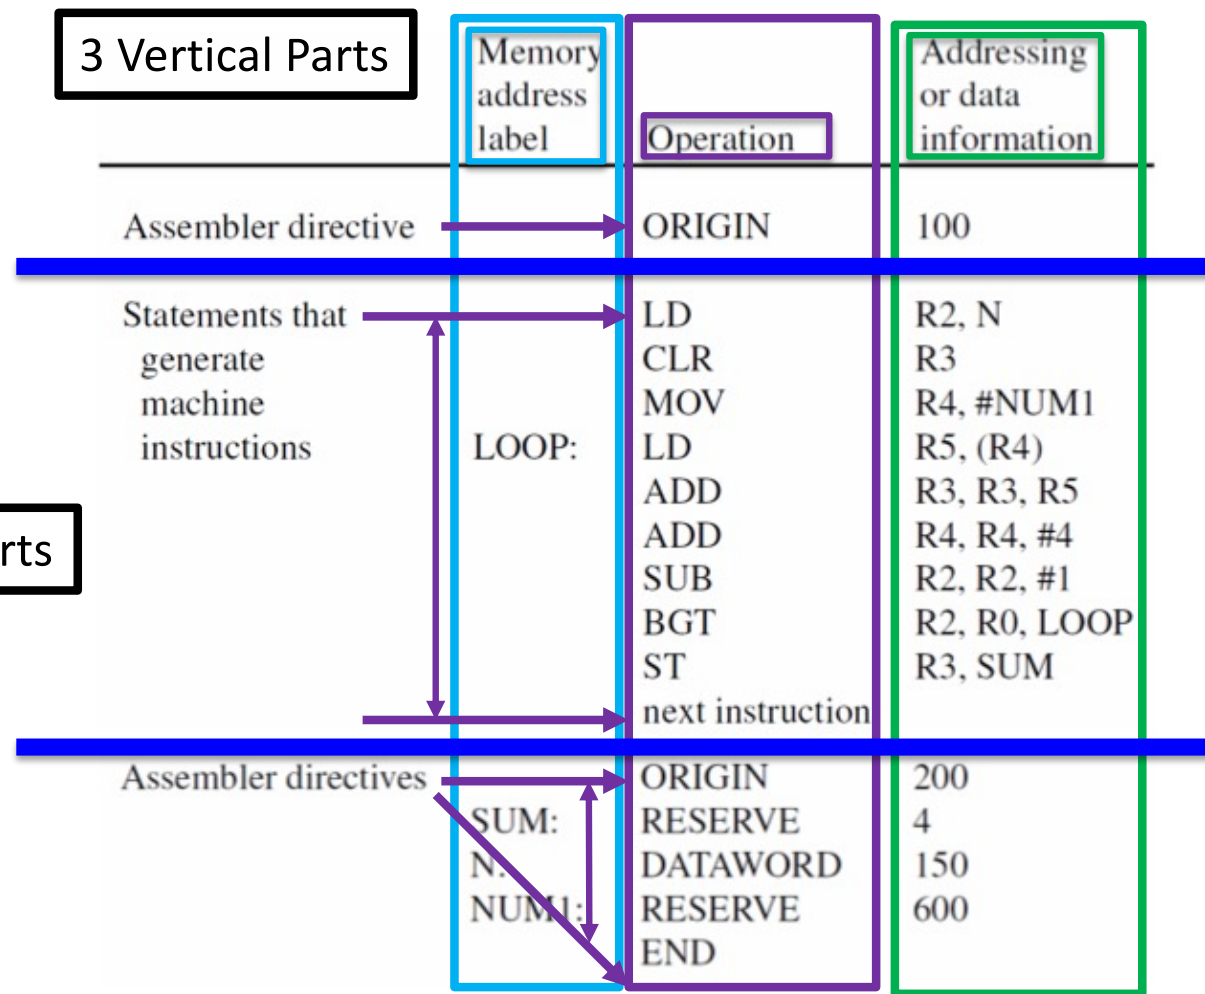 3 Vertical Parts
Memory
address
label
Operation
Addressing
or data
information
Assembler directive ORIGIN 100
Statements that LD R2, N
generate CLR R3
machine MOV R4, #NUM1
instructions LOOP: LD R5, (R4)
ADD R3, R3, R5
rts
ADD R4, R4, #4
SUB R2, R2, #1
BGT R2, R0, LOOP
ST R3, SUM
next instruction
Assembler directives ORIGIN 200
SUM: RESERVE 4
N: DATAWORD 150
NUM1: RESERVE 600
END